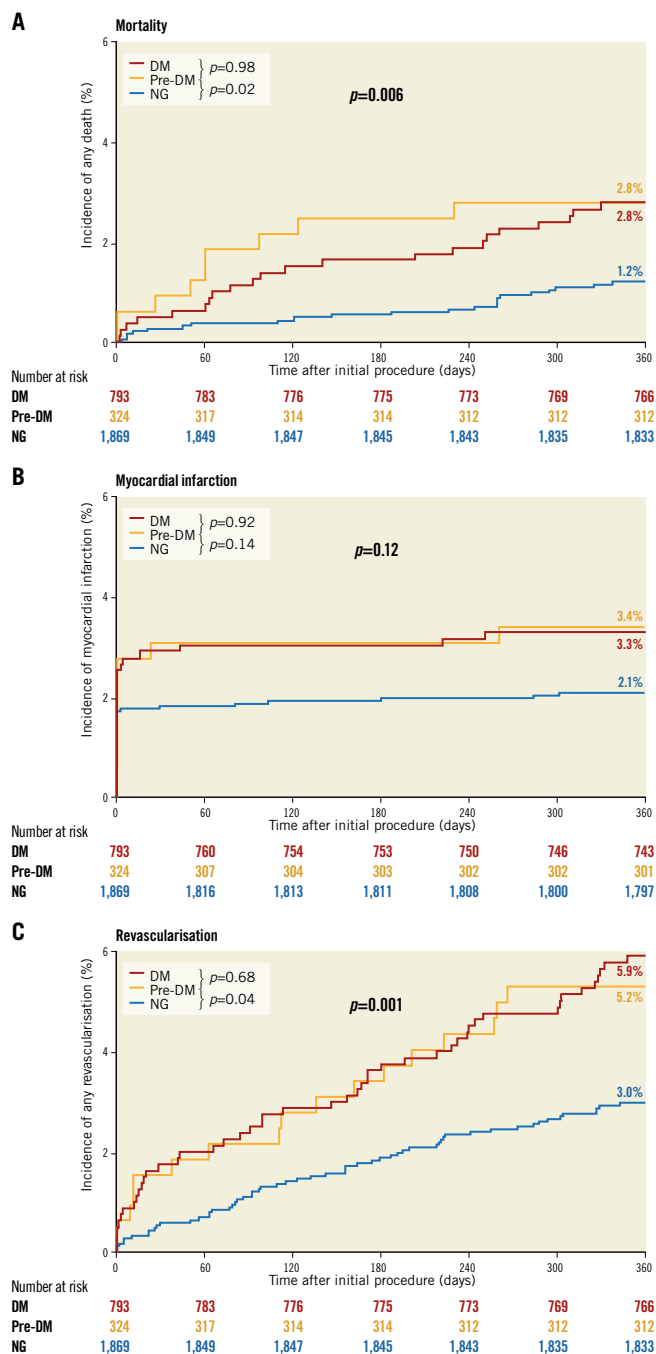 A
Mortality
Incidence of any death (%)
6
4
2
0
DM
Pre-DM
NG
p=0.98
p=0.02
p=0.006
2.8%
2.8%
1.2%
0 60 120 180 240 300 360
Time after initial procedure (days)
Number at risk
DM 793 783 776 775 773 769 766
Pre-DM 324 317 314 314 312 312 312
NG 1,869 1,849 1,847 1,845 1,843 1,835 1,833
B
Myocardial infarction
Incidence of myocardial infarction (%)
6
4
2
0
DM
Pre-DM
NG
p=0.92
p=0.14
p=0.12
3.4%
3.3%
2.1%
0 60 120 180 240 300 360
Time after initial procedure (days)
Number at risk
DM 793 760 754 753 750 746 743
Pre-DM 324 307 304 303 302 302 301
NG 1,869 1,816 1,813 1,811 1,808 1,800 1,797
C
Revascularisation
Incidence of any revascularisation (%)
6
4
2
0
DM
Pre-DM
NG
p=0.68
p=0.04
p=0.001
5.9%
5.2%
3.0%
0 60 120 180 240 300 360
Time after initial procedure (days)
Number at risk
DM 793 783 776 775 773 769 766
Pre-DM 324 317 314 314 312 312 312
NG 1,869 1,849 1,847 1,845 1,843 1,835 1,833